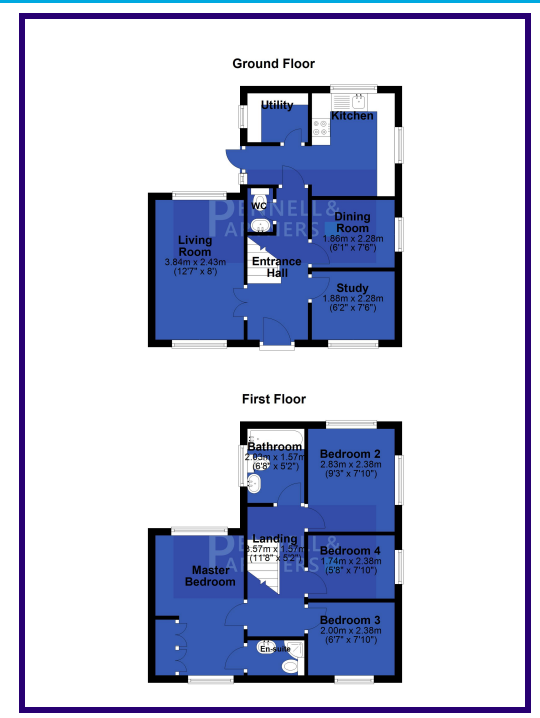 Ground Floor
Utility
Kitchen
WC
PENNELL &
PARTNERS
Dining
Room
1.86m x 2.28m
(6'1" x 7'6")
Living
Room
3.84m x 2.43m
(12'7" x 8')
Entrance
Hall
Study
1.88m x 2.28m
(6'2" x 7'6")
First Floor
Bathroom
2.03m x 1.57m
(6'8" x 5'2")
Bedroom 2
2.83m x 2.38m
(9'3" x 7'10")
Landing
3.57m x 1.57m
(11'8" x 5'2")
PENNELL &
PARTNERS
Bedroom 4
1.74m x 2.38m
(5'8" x 7'10")
Master
Bedroom
Bedroom 3
2.00m x 2.38m
(6'7" x 7'10")
En-suite